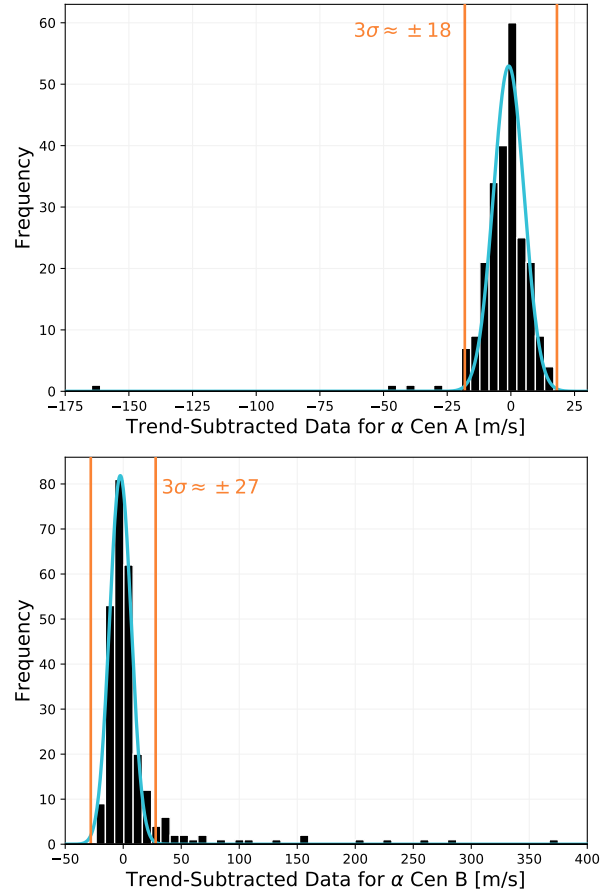 60
50
40
30
20
10
0
Frequency
3σ ≈ ±18
−175 −150 −125 −100 −75 −50 −25 0 25
Trend-Subtracted Data for α Cen A [m/s]
80
70
60
50
40
30
20
10
0
Frequency
3σ ≈ ±27
−50 0 50 100 150 200 250 300 350 400
Trend-Subtracted Data for α Cen B [m/s]